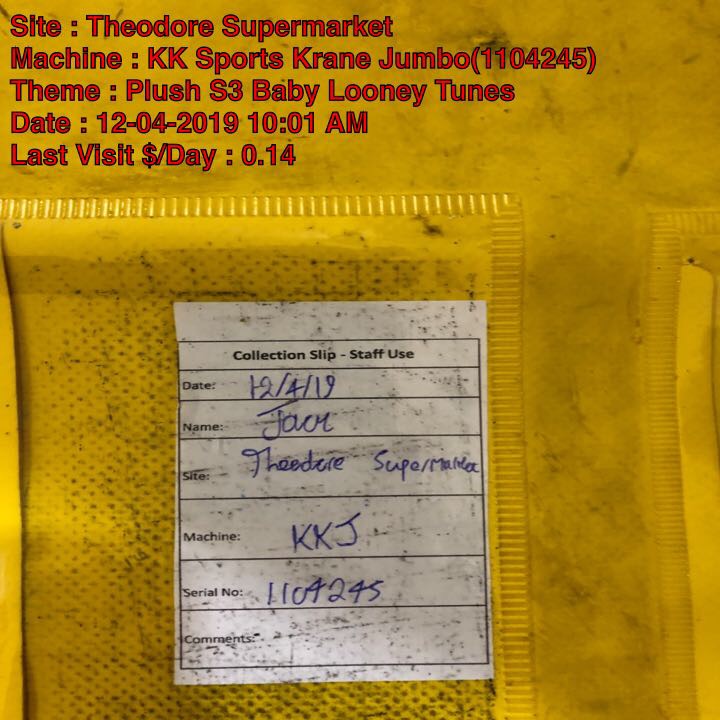 Site : Theodore Supermarket
Machine : KK Sports Krane Jumbo(1104245)
Theme : Plush S3 Baby Looney Tunes
Date : 12-04-2019 10:01 AM
Last Visit $/Day : 0.14
Collection Slip - Staff Use
Date: 12/4/19
Name:
Site: Theodore Supermarket
Machine: KKJ
Serial No: 1104245
Comments: